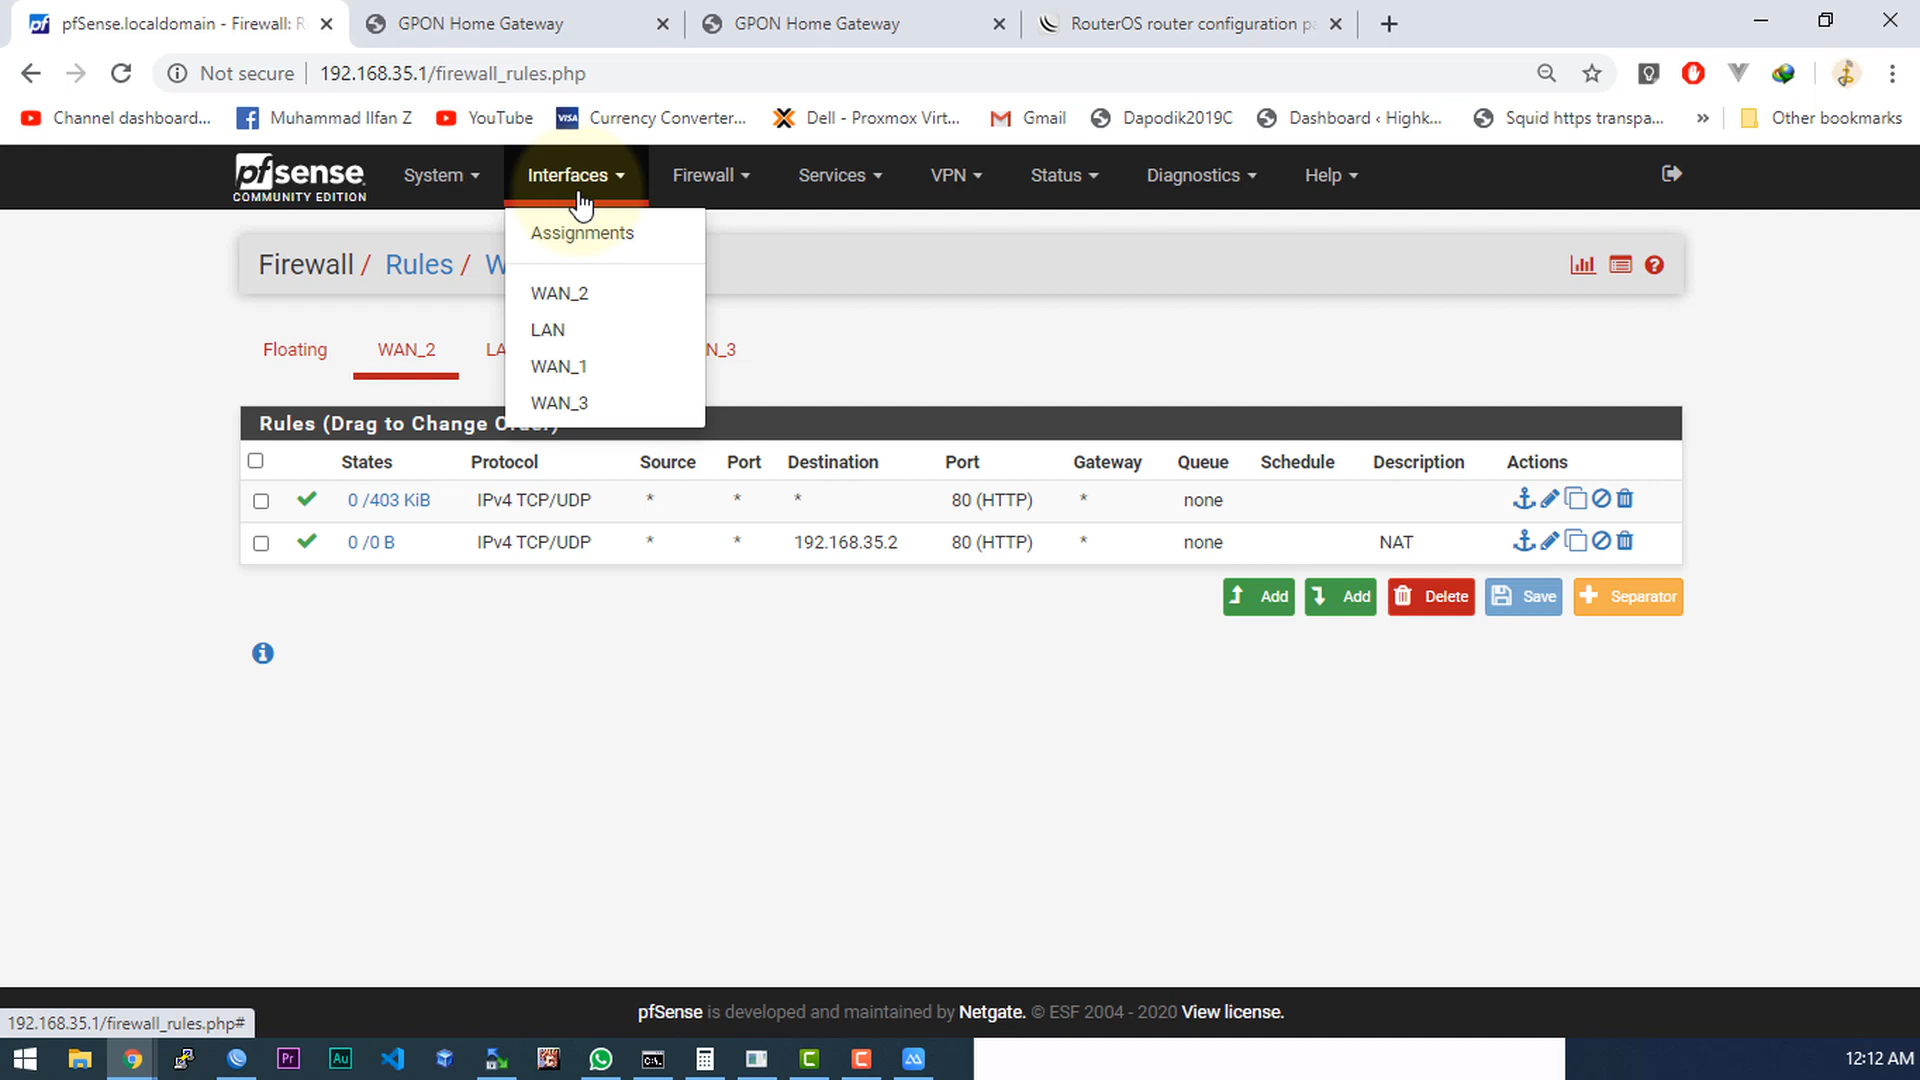 pfSense.localdomain - Firewall: R
GPON Home Gateway
GPON Home Gateway
RouterOS router configuration pa
Not secure
192.168.35.1/firewall_rules.php
Channel dashboard...
Muhammad Ilfan Z
YouTube
VISA
Currency Converter...
Dell - Proxmox Virt...
Gmail
Dapodik2019C
Dashboard ‹ Highk...
Squid https transpa...
»
Other bookmarks
pfsense
COMMUNITY EDITION
System
Interfaces
Firewall
Services
VPN
Status
Diagnostics
Help
Assignments
WAN_2
LAN
WAN_1
WAN_3
Firewall / Rules / W
Floating
WAN_2
LA
N_3
Rules (Drag to Change Order)
States Protocol Source Port Destination Port Gateway Queue Schedule Description Actions
0 /403 KiB IPv4 TCP/UDP * * * 80 (HTTP) * none
0 /0 B IPv4 TCP/UDP * * 192.168.35.2 80 (HTTP) * none NAT
Add
Add
Delete
Save
Separator
pfSense is developed and maintained by Netgate. © ESF 2004 - 2020 View license.
192.168.35.1/firewall_rules.php#
Pr
Au
C:\_
C
C
12:12 AM